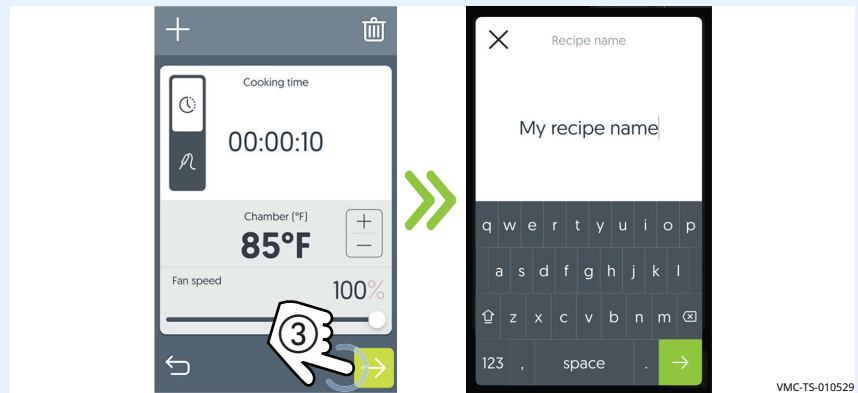 Cooking time
00:00:10
Chamber (°F)
85°F
+
−
Fan speed
100%
3
Recipe name
My recipe name
q w e r t y u i o p
a s d f g h j k l
z x c v b n m
123 , space .
VMC-TS-010529